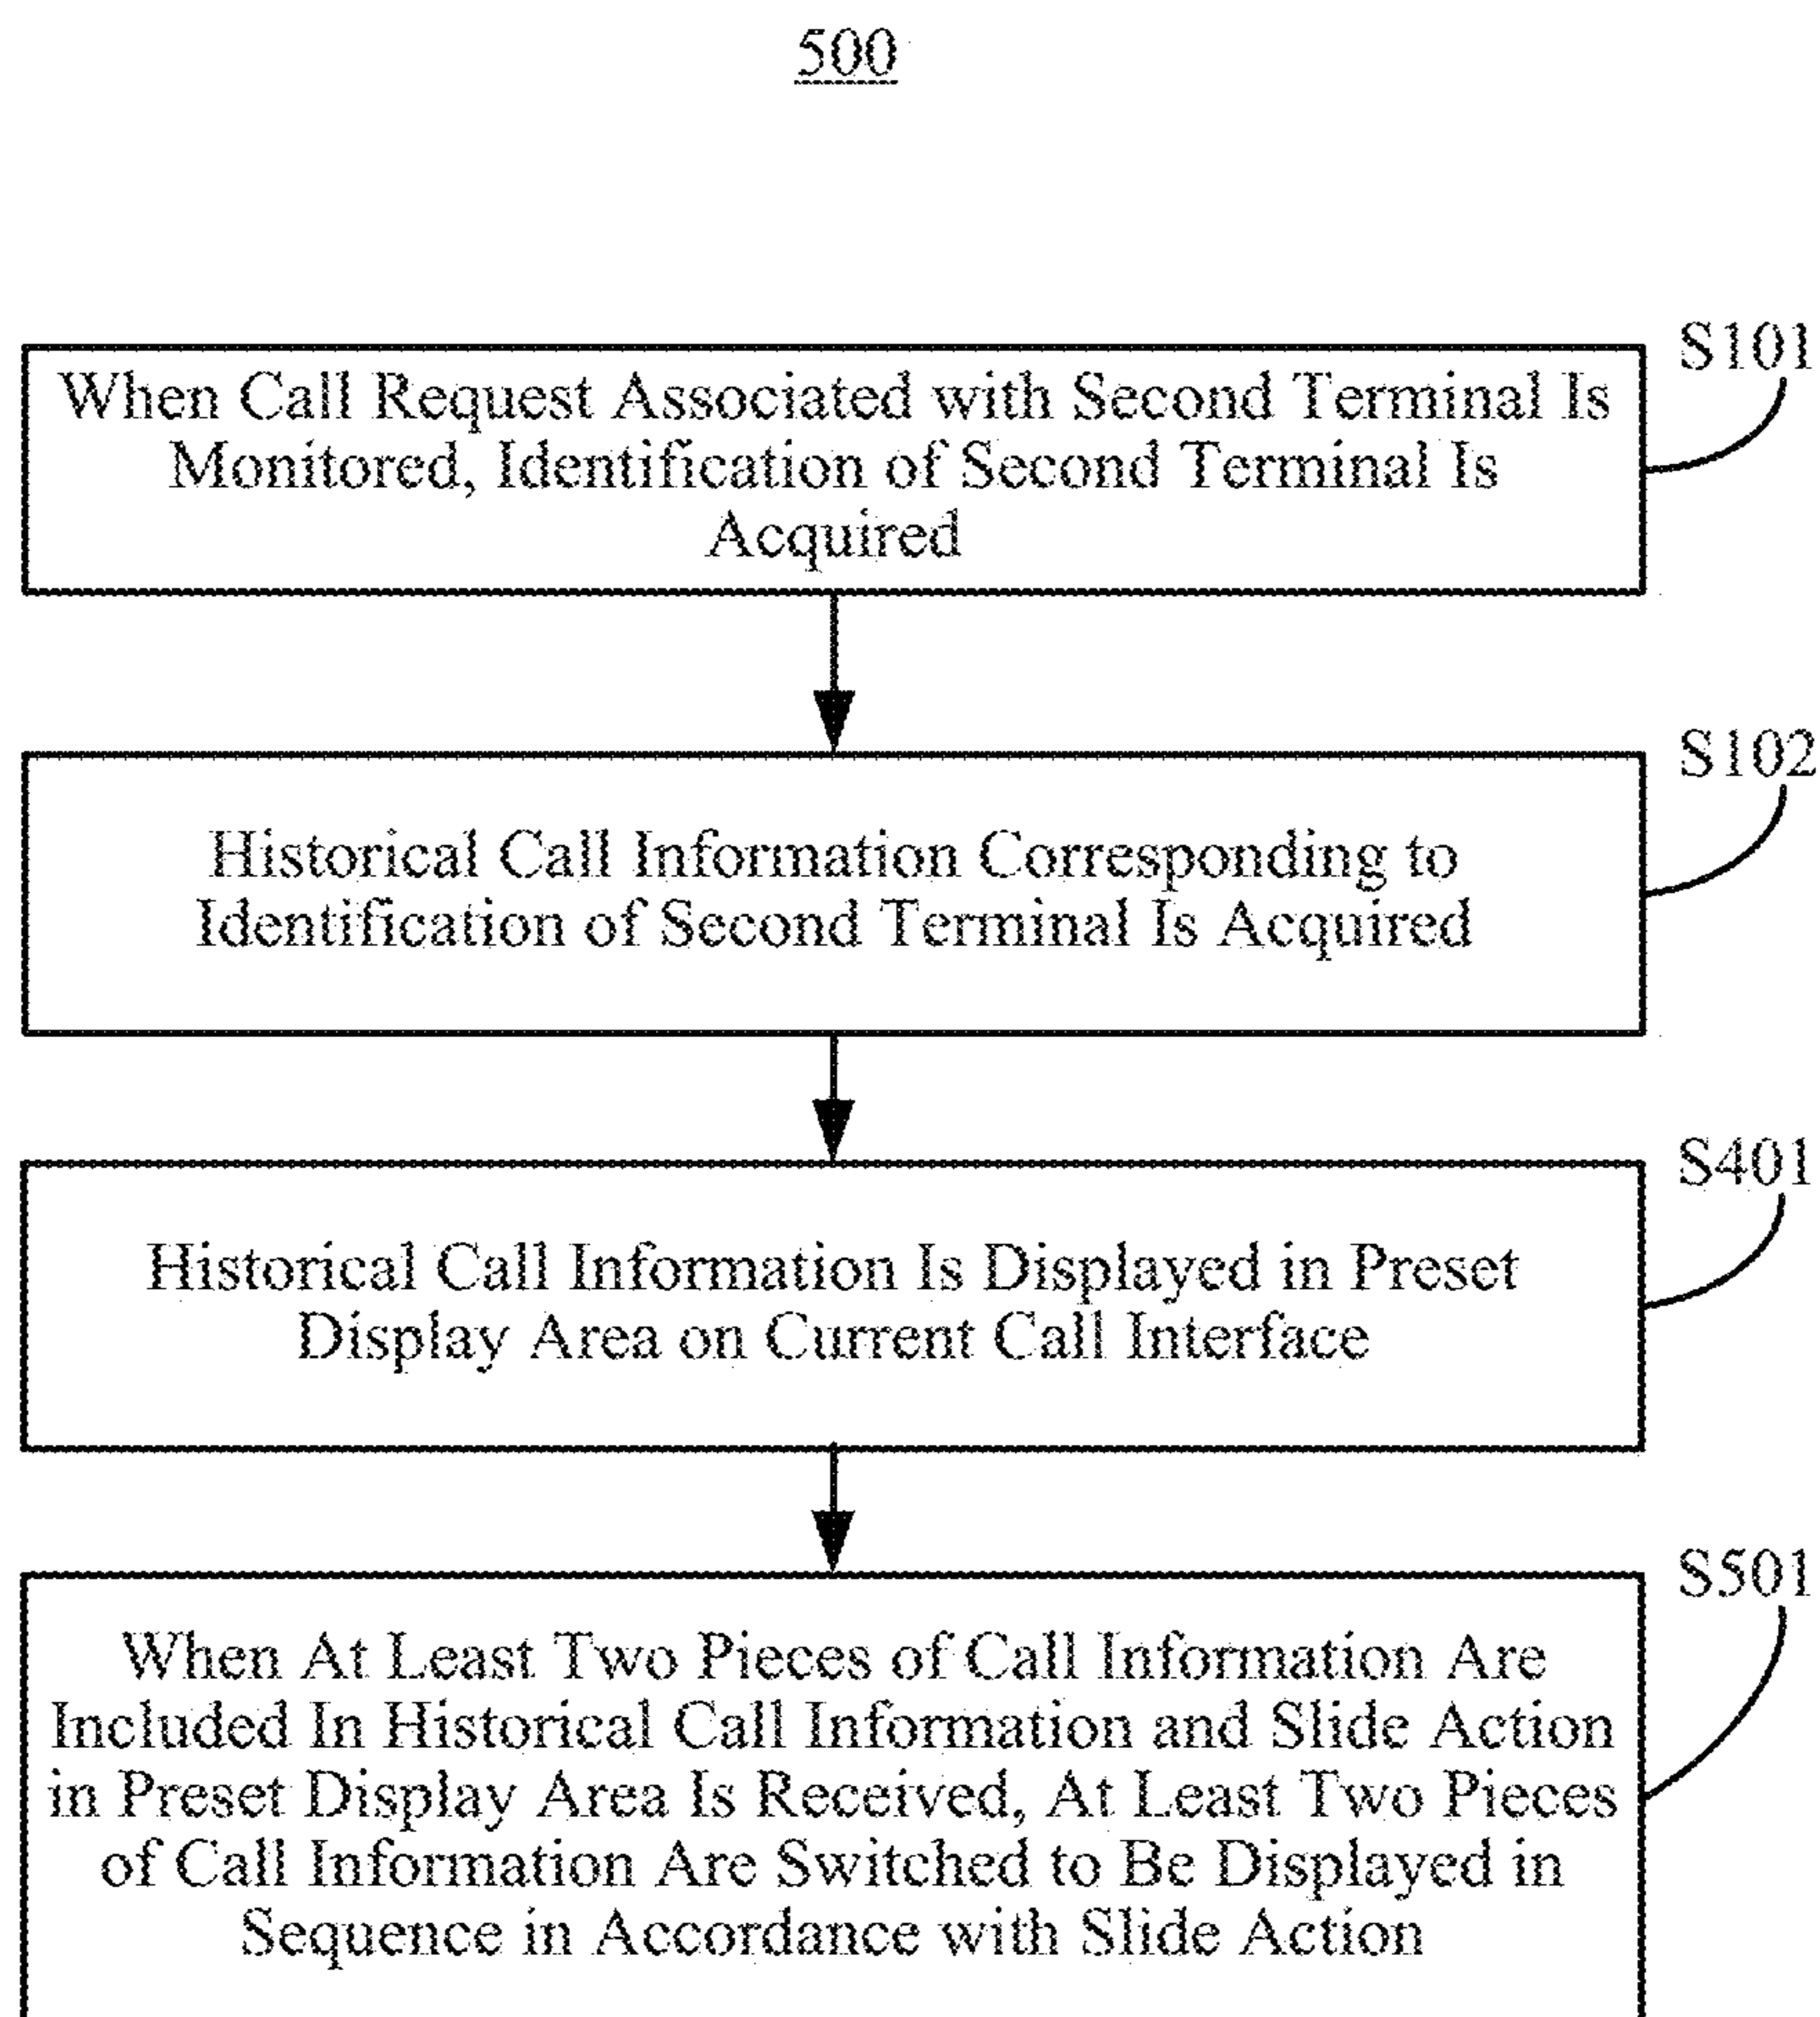 500
S101
When Call Request Associated with Second Terminal Is
Monitored, Identification of Second Terminal Is
Acquired
S102
Historical Call Information Corresponding to
Identification of Second Terminal Is Acquired
S401
Historical Call Information Is Displayed in Preset
Display Area on Current Call Interface
S501
When At Least Two Pieces of Call Information Are
Included In Historical Call Information and Slide Action
in Preset Display Area Is Received, At Least Two Pieces
of Call Information Are Switched to Be Displayed in
Sequence in Accordance with Slide Action